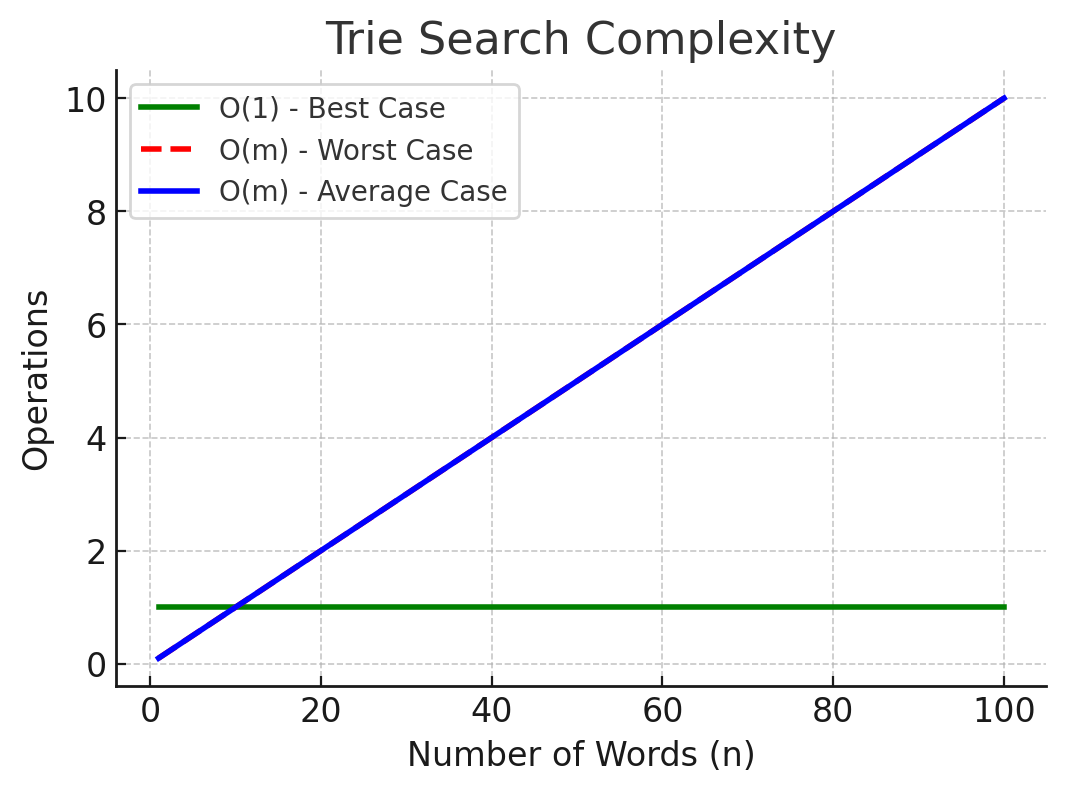 Trie Search Complexity
O(1) - Best Case
O(m) - Worst Case
O(m) - Average Case
Operations
10
8
6
4
2
0
0 20 40 60 80 100
Number of Words (n)